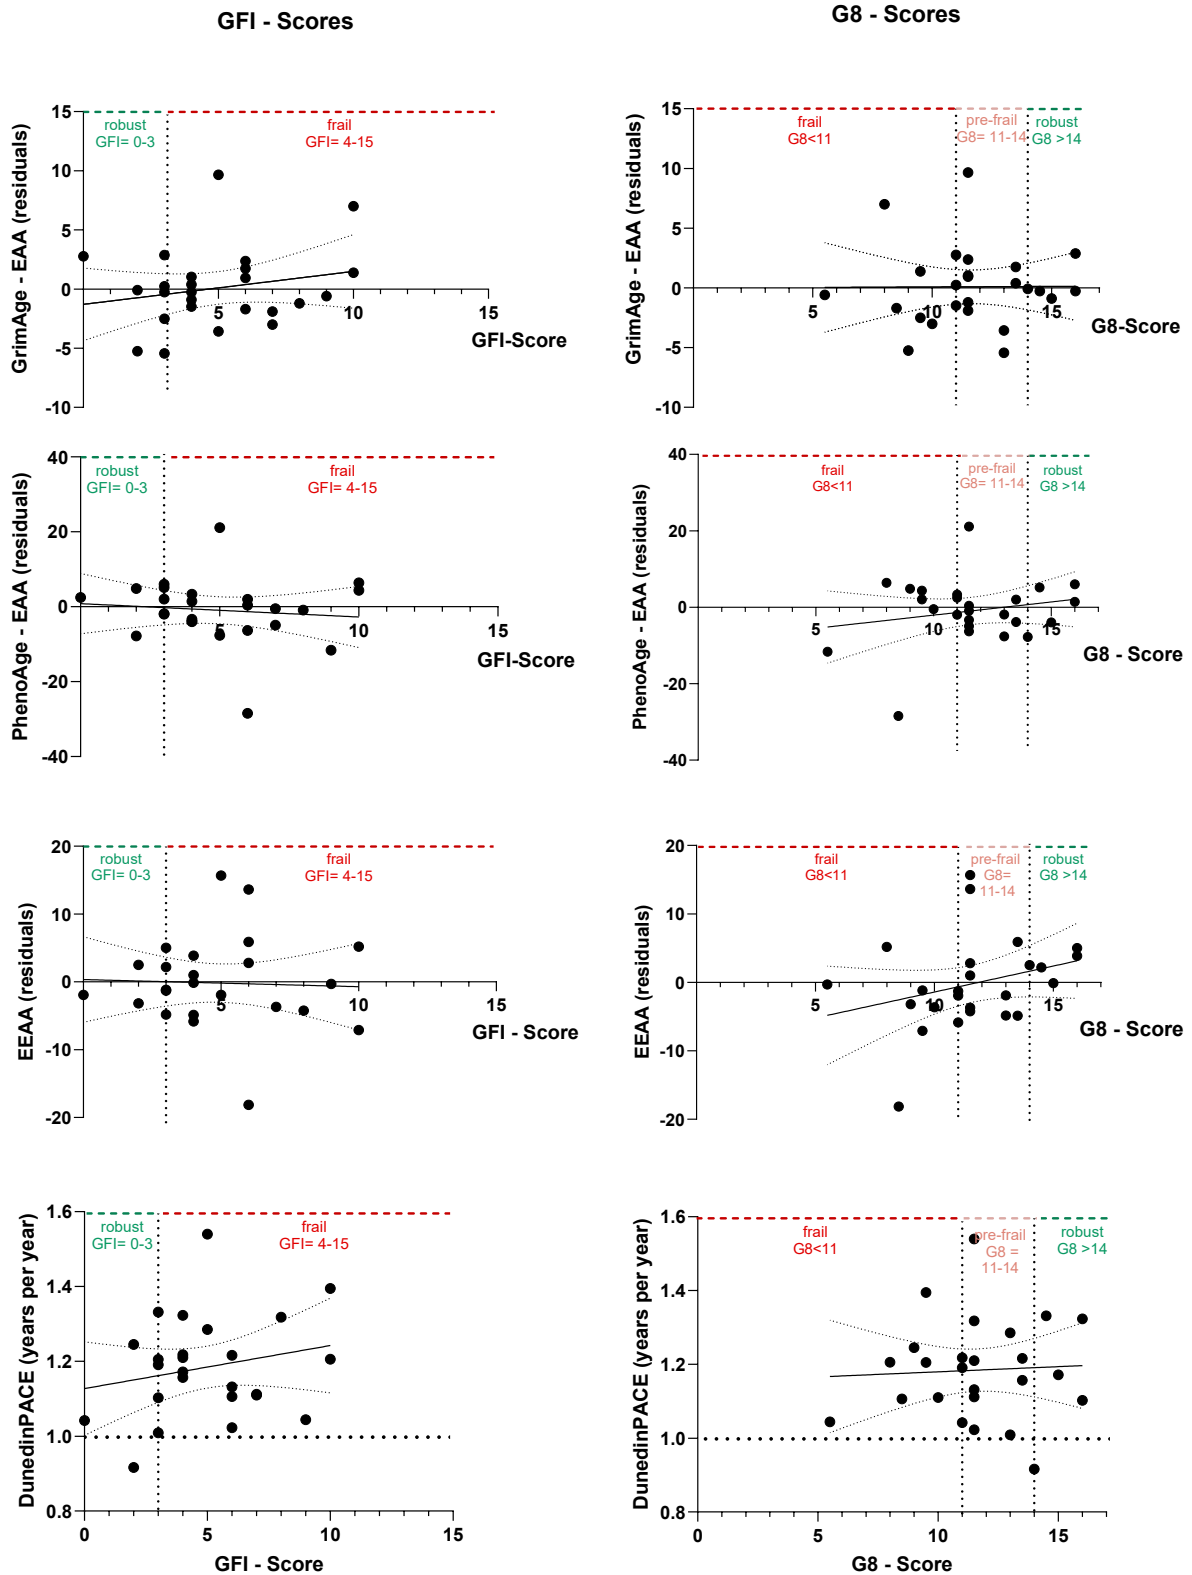 GFI - Scores
G8 - Scores
GrimAge - EAA (residuals)
15
10
5
0
-5
-10
robust
GFI= 0-3
frail
GFI= 4-15
5
10
15
GFI-Score
GrimAge - EAA (residuals)
15
10
5
0
-5
-10
frail
G8<11
pre-frail
G8= 11-14
robust
G8 >14
5
10
15
G8-Score
PhenoAge - EAA (residuals)
40
20
0
-20
-40
robust
GFI= 0-3
frail
GFI= 4-15
5
10
15
GFI-Score
PhenoAge - EAA (residuals)
40
20
0
-20
-40
frail
G8<11
pre-frail
G8= 11-14
robust
G8 >14
5
10
15
G8 - Score
EEAA (residuals)
20
10
0
-10
-20
robust
GFI= 0-3
frail
GFI= 4-15
5
10
15
GFI - Score
EEAA (residuals)
20
10
0
-10
-20
frail
G8<11
pre-frail
G8=
11-14
robust
G8 >14
5
10
15
G8 - Score
DunedinPACE (years per year)
1.6
1.4
1.2
1.0
0.8
robust
GFI= 0-3
frail
GFI= 4-15
0
5
10
15
GFI - Score
DunedinPACE (years per year)
1.6
1.4
1.2
1.0
0.8
frail
G8<11
pre-frail
G8 =
11-14
robust
G8 >14
0
5
10
15
G8 - Score